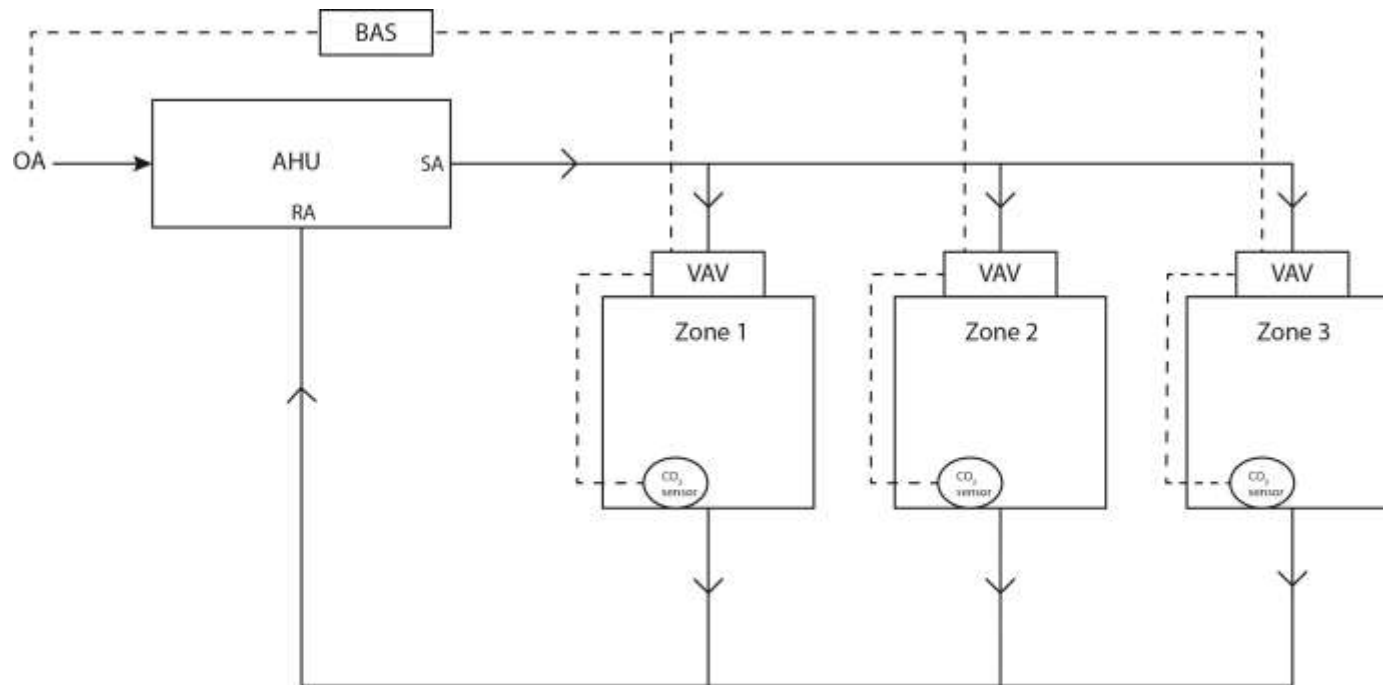 BAS
OA
AHU
SA
RA
VAV
VAV
VAV
Zone 1
Zone 2
Zone 3
CO₂
sensor
CO₂
sensor
CO₂
sensor